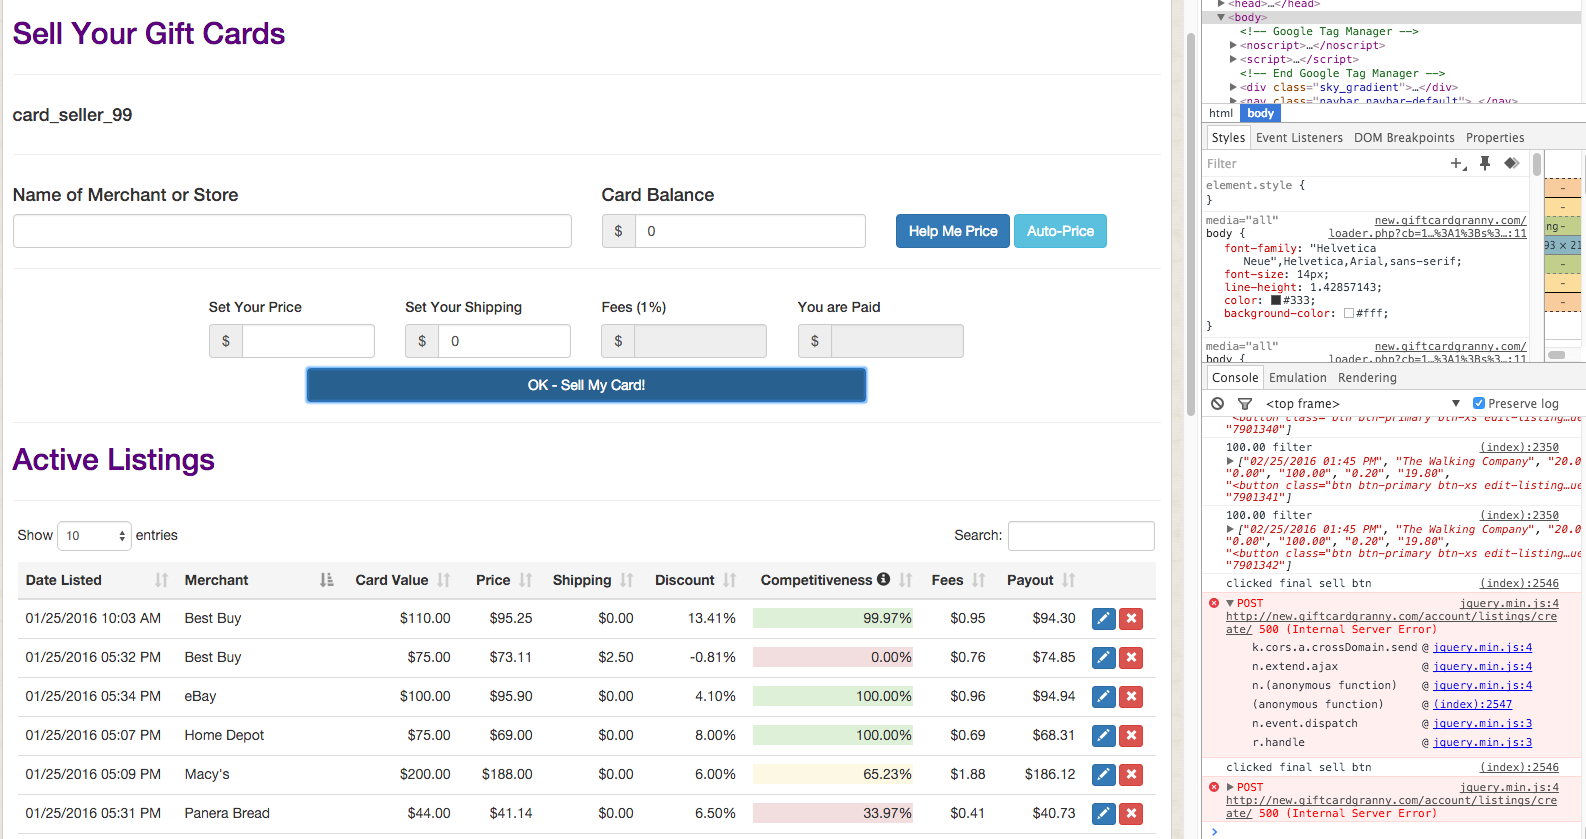 Sell Your Gift Cards
card_seller_99
Name of Merchant or Store
Card Balance
$ 0
Help Me Price
Auto-Price
Set Your Price
Set Your Shipping
Fees (1%)
You are Paid
$
$ 0
$
$
OK - Sell My Card!
Active Listings
Show 10 entries
Search:
Date Listed Merchant Card Value Price Shipping Discount Competitiveness Fees Payout
01/25/2016 10:03 AM Best Buy $110.00 $95.25 $0.00 13.41% 99.97% $0.95 $94.30
01/25/2016 05:32 PM Best Buy $75.00 $73.11 $2.50 -0.81% 0.00% $0.76 $74.85
01/25/2016 05:34 PM eBay $100.00 $95.90 $0.00 4.10% 100.00% $0.96 $94.94
01/25/2016 05:07 PM Home Depot $75.00 $69.00 $0.00 8.00% 100.00% $0.69 $68.31
01/25/2016 05:09 PM Macy's $200.00 $188.00 $0.00 6.00% 65.23% $1.88 $186.12
01/25/2016 05:31 PM Panera Bread $44.00 $41.14 $0.00 6.50% 33.97% $0.41 $40.73
<head>…</head>
<body>
<!-- Google Tag Manager -->
<noscript>…</noscript>
<script>…</script>
<!-- End Google Tag Manager -->
<div class="sky_gradient">…</div>
<nav class="navbar navbar-default">…</nav>
html body
Styles Event Listeners DOM Breakpoints Properties
Filter
element.style {
}
media="all" new.giftcardgranny.com/
body { loader.php?cb=1…%3A1%3Bs%3…:11
font-family: "Helvetica
Neue",Helvetica,Arial,sans-serif;
font-size: 14px;
line-height: 1.42857143;
color: #333;
background-color: #fff;
}
media="all" new.giftcardgranny.com/
body { loader.php?cb=1…%3A1%3Bs%3…:11
-
-
ng-
93 × 21
-
-
-
Console Emulation Rendering
<top frame> Preserve log
"<button class="btn btn-primary btn-xs edit-listing…ue
"7901340"]
100.00 filter (index):2350
["02/25/2016 01:45 PM", "The Walking Company", "20.0
"0.00", "100.00", "0.20", "19.80",
"<button class="btn btn-primary btn-xs edit-listing…ue
"7901341"]
100.00 filter (index):2350
["02/25/2016 01:45 PM", "The Walking Company", "20.0
"0.00", "100.00", "0.20", "19.80",
"<button class="btn btn-primary btn-xs edit-listing…ue
"7901342"]
clicked final sell btn (index):2546
POST jquery.min.js:4
http://new.giftcardgranny.com/account/listings/cre
ate/ 500 (Internal Server Error)
k.cors.a.crossDomain.send @ jquery.min.js:4
n.extend.ajax @ jquery.min.js:4
n.(anonymous function) @ jquery.min.js:4
(anonymous function) @ (index):2547
n.event.dispatch @ jquery.min.js:3
r.handle @ jquery.min.js:3
clicked final sell btn (index):2546
POST jquery.min.js:4
http://new.giftcardgranny.com/account/listings/cre
ate/ 500 (Internal Server Error)